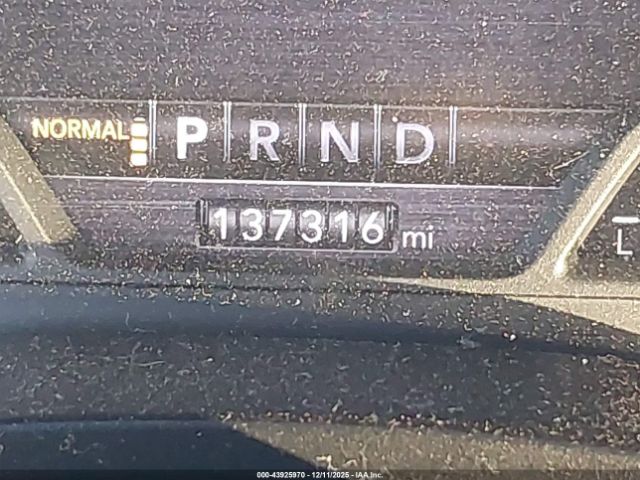 NORMAL P R N D
137316 mi
L
000-43925970 - 12/11/2025 - IAA Inc.